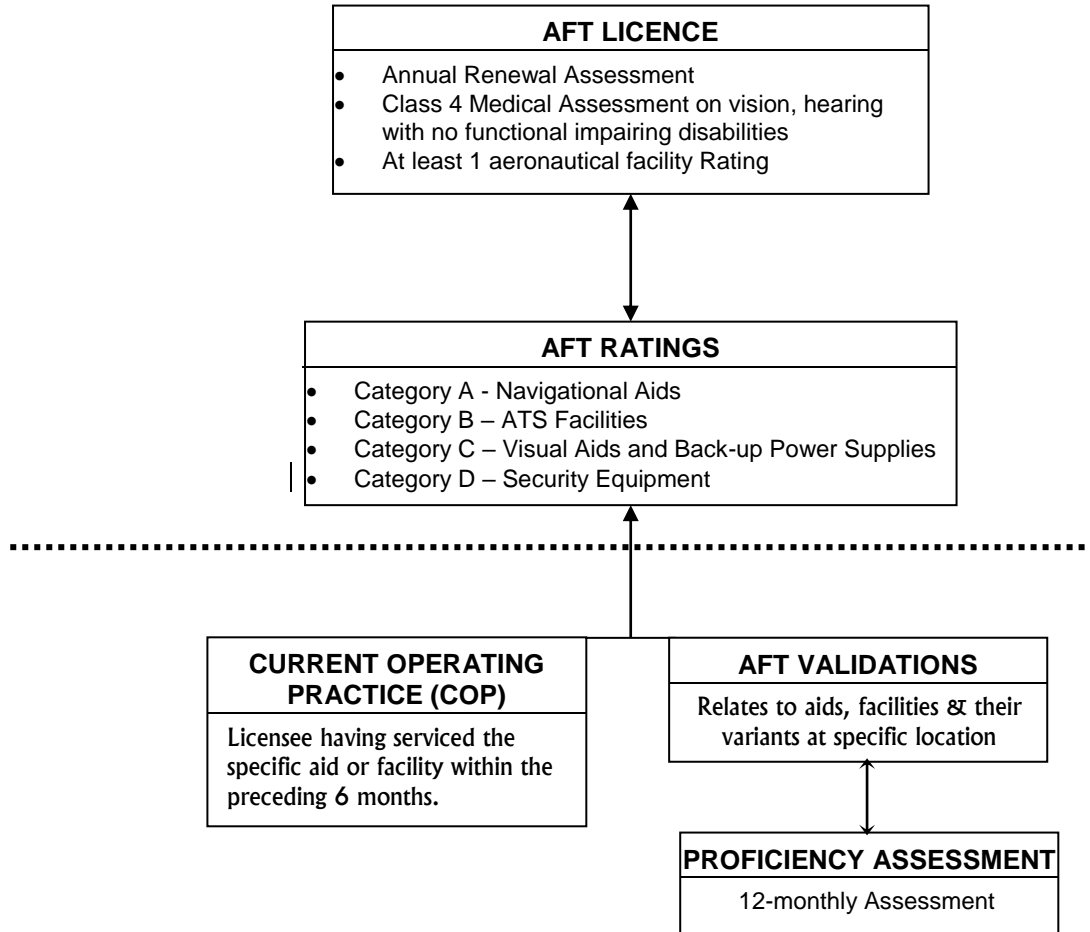 AFT LICENCE
• Annual Renewal Assessment
• Class 4 Medical Assessment on vision, hearing
with no functional impairing disabilities
• At least 1 aeronautical facility Rating
AFT RATINGS
• Category A - Navigational Aids
• Category B – ATS Facilities
• Category C – Visual Aids and Back-up Power Supplies
• Category D – Security Equipment
CURRENT OPERATING
PRACTICE (COP)
Licensee having serviced the
specific aid or facility within the
preceding 6 months.
AFT VALIDATIONS
Relates to aids, facilities & their
variants at specific location
PROFICIENCY ASSESSMENT
12-monthly Assessment